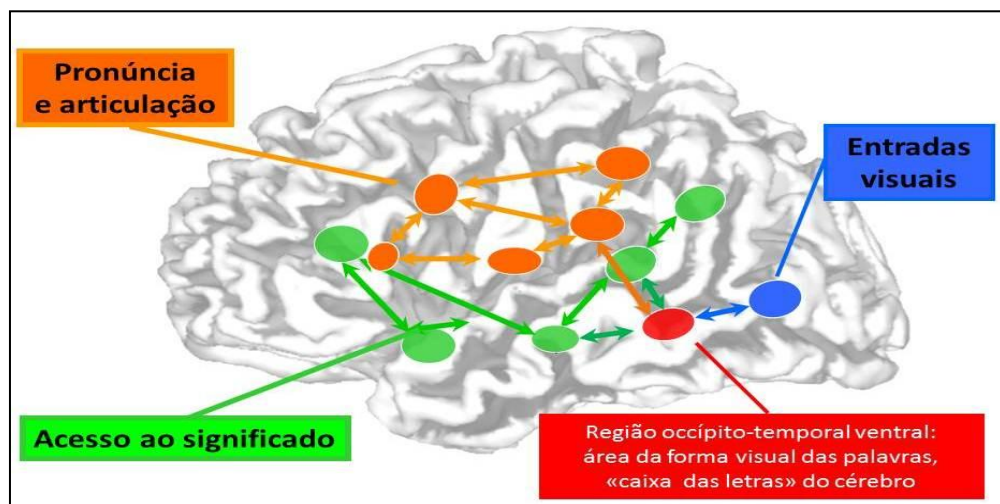 Pronúncia
e articulação
Entradas
visuais
Acesso ao significado
Região occípito-temporal ventral:
área da forma visual das palavras,
«caixa das letras» do cérebro